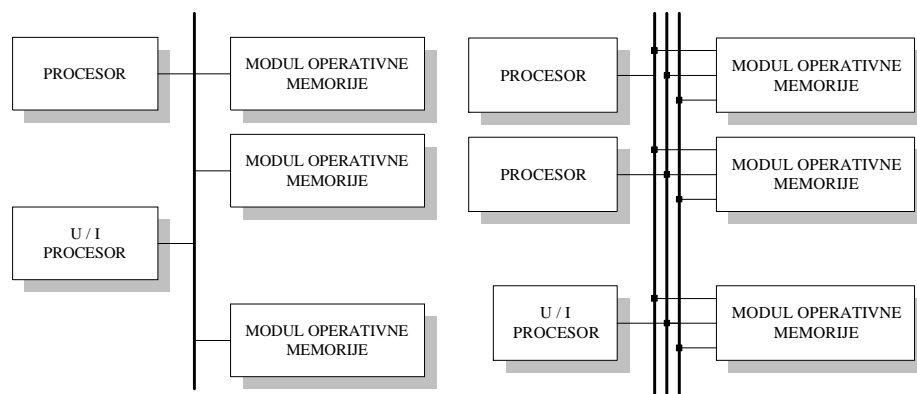 PROCESOR
MODUL OPERATIVNE
MEMORIJE
MODUL OPERATIVNE
MEMORIJE
U / I
PROCESOR
MODUL OPERATIVNE
MEMORIJE
PROCESOR
MODUL OPERATIVNE
MEMORIJE
PROCESOR
MODUL OPERATIVNE
MEMORIJE
U / I
PROCESOR
MODUL OPERATIVNE
MEMORIJE